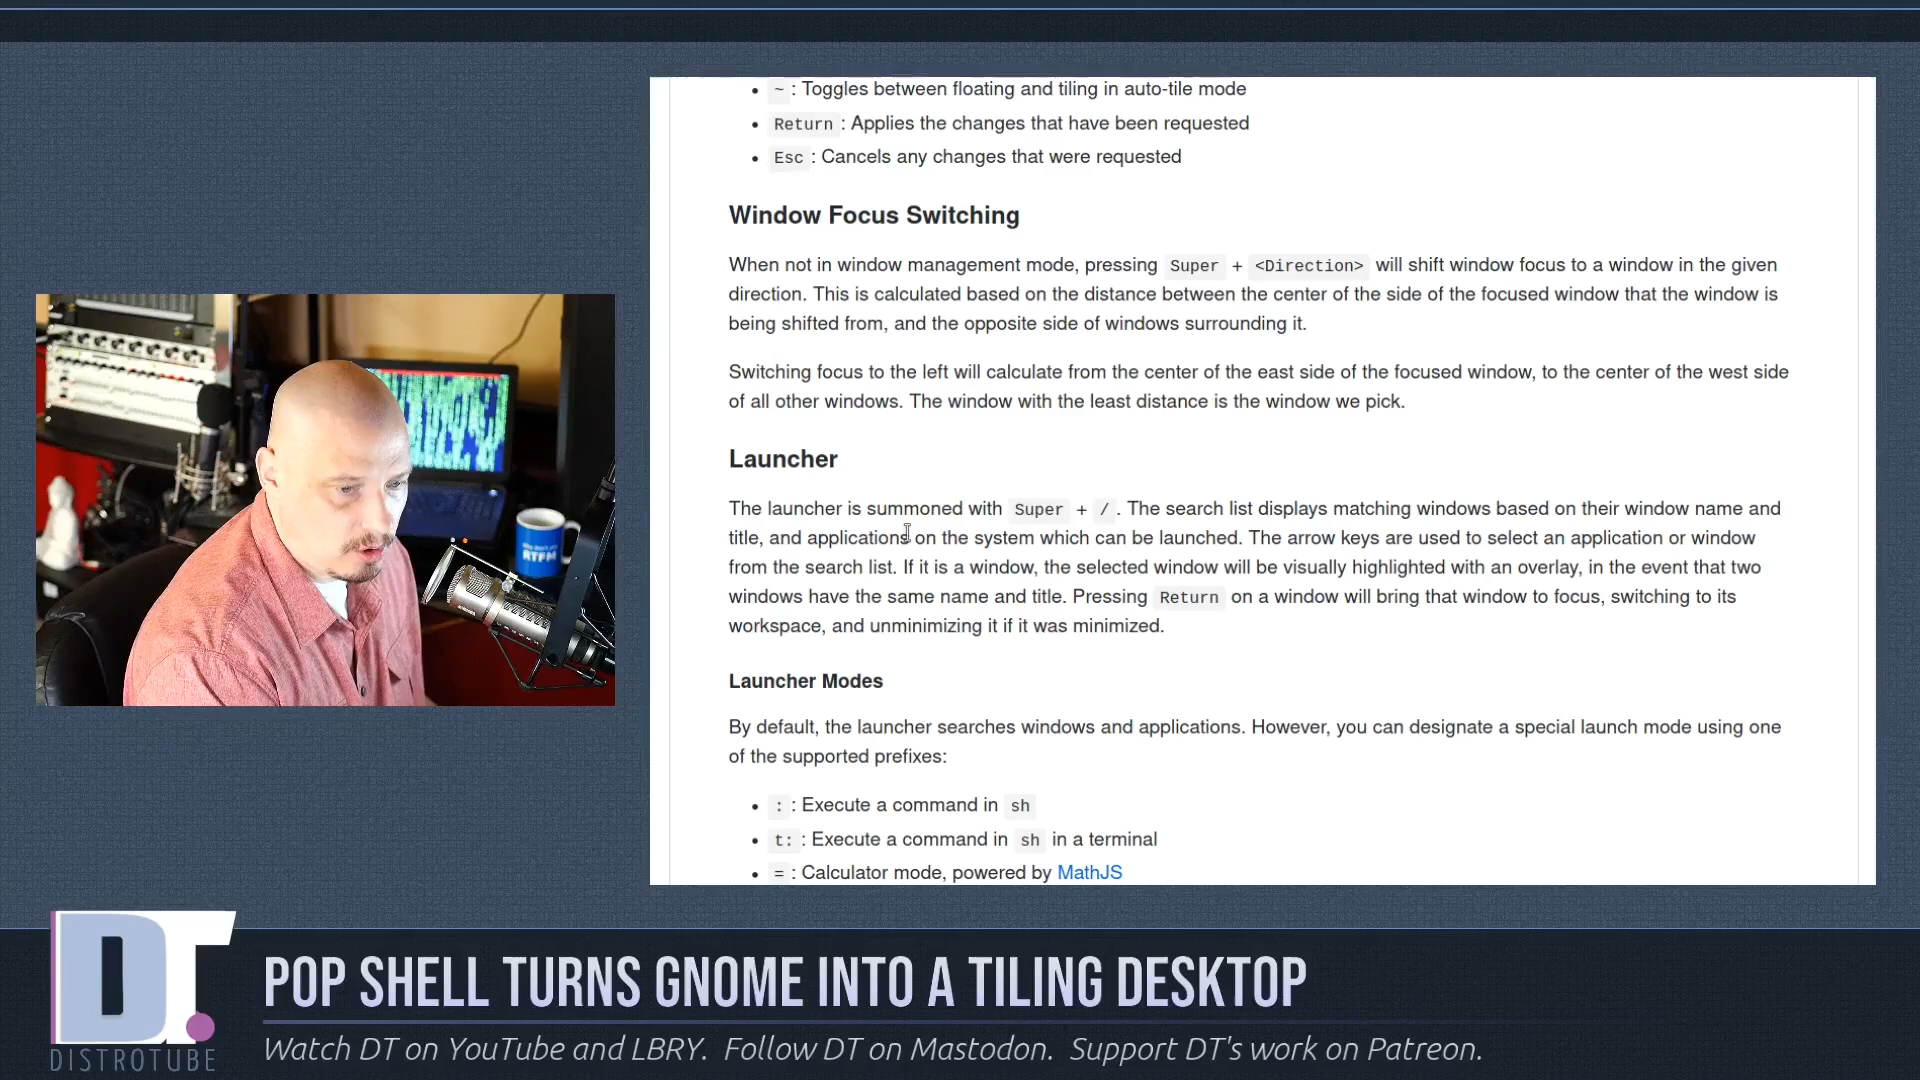 ~ : Toggles between floating and tiling in auto-tile mode
Return : Applies the changes that have been requested
Esc : Cancels any changes that were requested
Window Focus Switching
When not in window management mode, pressing Super + <Direction> will shift window focus to a window in the given
direction. This is calculated based on the distance between the center of the side of the focused window that the window is
being shifted from, and the opposite side of windows surrounding it.
Switching focus to the left will calculate from the center of the east side of the focused window, to the center of the west side
of all other windows. The window with the least distance is the window we pick.
Launcher
The launcher is summoned with Super + / . The search list displays matching windows based on their window name and
title, and applications on the system which can be launched. The arrow keys are used to select an application or window
from the search list. If it is a window, the selected window will be visually highlighted with an overlay, in the event that two
windows have the same name and title. Pressing Return on a window will bring that window to focus, switching to its
workspace, and unminimizing it if it was minimized.
Launcher Modes
By default, the launcher searches windows and applications. However, you can designate a special launch mode using one
of the supported prefixes:
: : Execute a command in sh
t: : Execute a command in sh in a terminal
= : Calculator mode, powered by MathJS
RTFM
DT
DISTROTUBE
POP SHELL TURNS GNOME INTO A TILING DESKTOP
Watch DT on YouTube and LBRY. Follow DT on Mastodon. Support DT's work on Patreon.